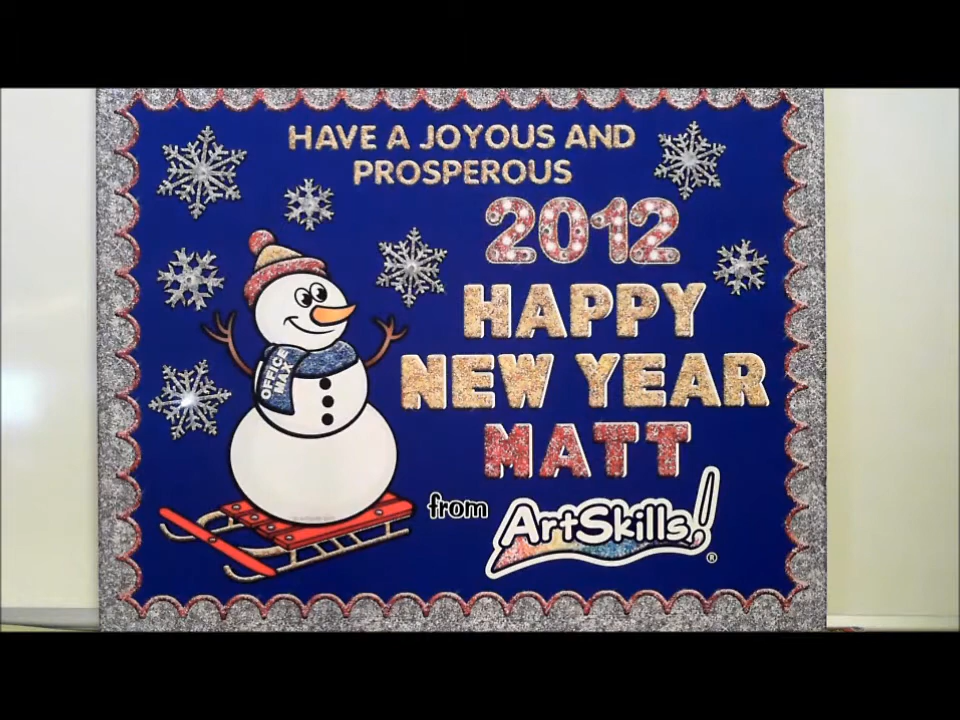 HAVE A JOYOUS AND
PROSPEROUS
2012
HAPPY
NEW YEAR
MATT
OFFICE
MAX
from
ArtSkills!
®